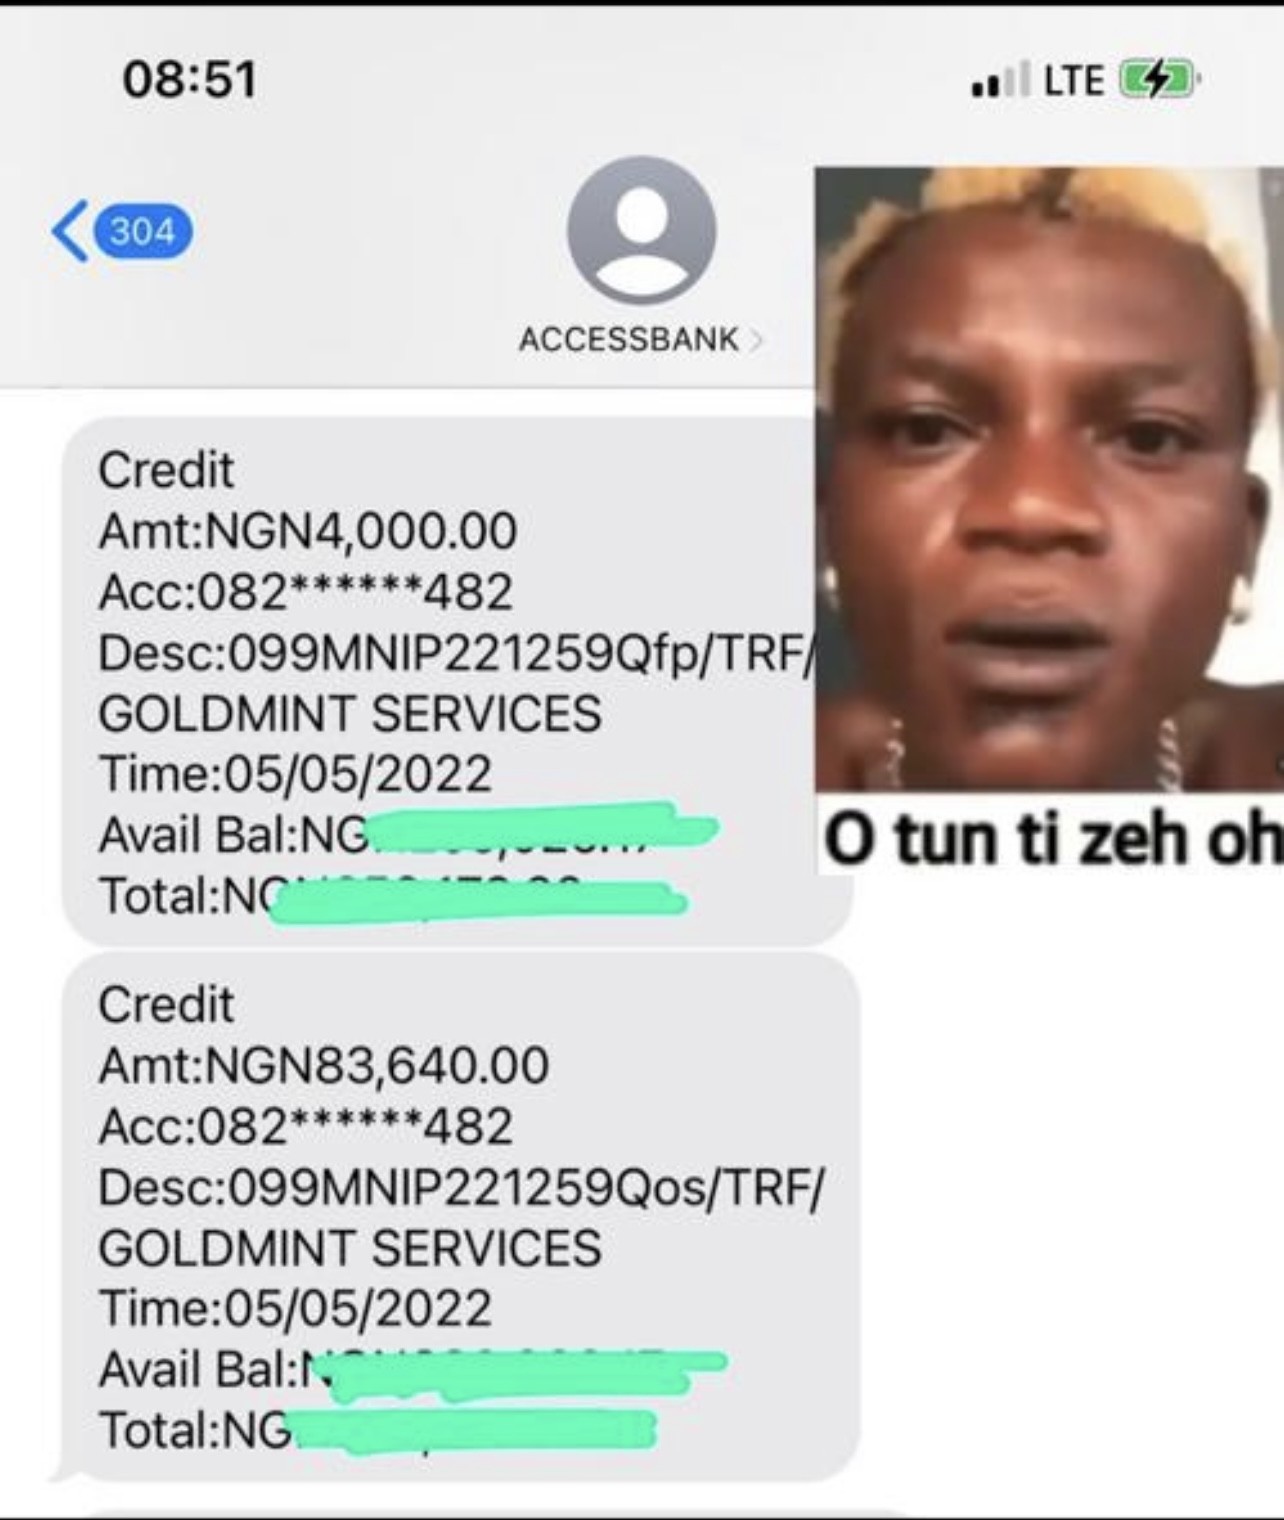 08:51
LTE
304
ACCESSBANK
Credit
Amt:NGN4,000.00
Acc:082******482
Desc:099MNIP221259Qfp/TRF/
GOLDMINT SERVICES
Time:05/05/2022
Avail Bal:NG
Total:NG
O tun ti zeh oh
Credit
Amt:NGN83,640.00
Acc:082******482
Desc:099MNIP221259Qos/TRF/
GOLDMINT SERVICES
Time:05/05/2022
Avail Bal:N
Total:NG